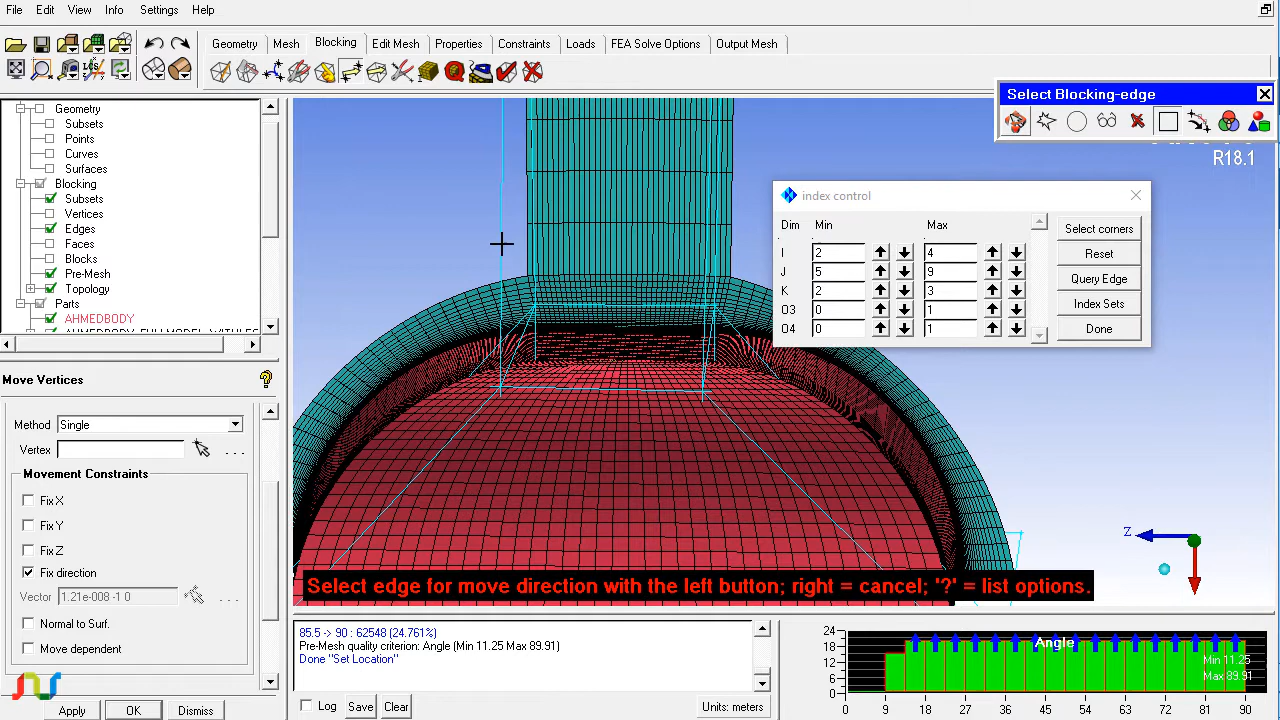 File Edit View Info Settings Help
Geometry Mesh Blocking Edit Mesh Properties Constraints Loads FEA Solve Options Output Mesh
Select Blocking-edge
R18.1
Geometry
Subsets
Points
Curves
Surfaces
Blocking
Subsets
Vertices
Edges
Faces
Blocks
Pre-Mesh
Topology
Parts
AHMEDBODY
index control
Dim Min Max
I 2 4
J 5 9
K 2 3
O3 0 1
O4 0 1
Select corners
Reset
Query Edge
Index Sets
Done
Move Vertices
Method Single
Vertex
Movement Constraints
Fix X
Fix Y
Fix Z
Fix direction
Vector 1.21e-008 -1 0
Normal to Surf.
Move dependent
Apply OK Dismiss
Z
Select edge for move direction with the left button; right = cancel; '?' = list options.
85.5 -> 90 : 62548 (24.761%)
Pre-Mesh quality criterion: Angle (Min 11.25 Max 89.91)
Done "Set Location"
Log Save Clear
Units: meters
Angle
Min 11.25
Max 89.91
24
18
12
6
0
0 9 18 27 36 45 54 63 72 81 90